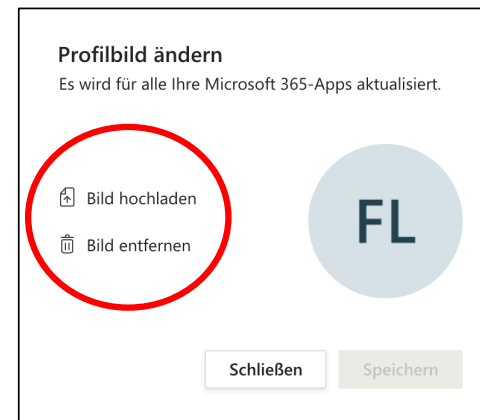 Profilbild ändern
Es wird für alle Ihre Microsoft 365-Apps aktualisiert.
Bild hochladen
Bild entfernen
FL
Schließen
Speichern